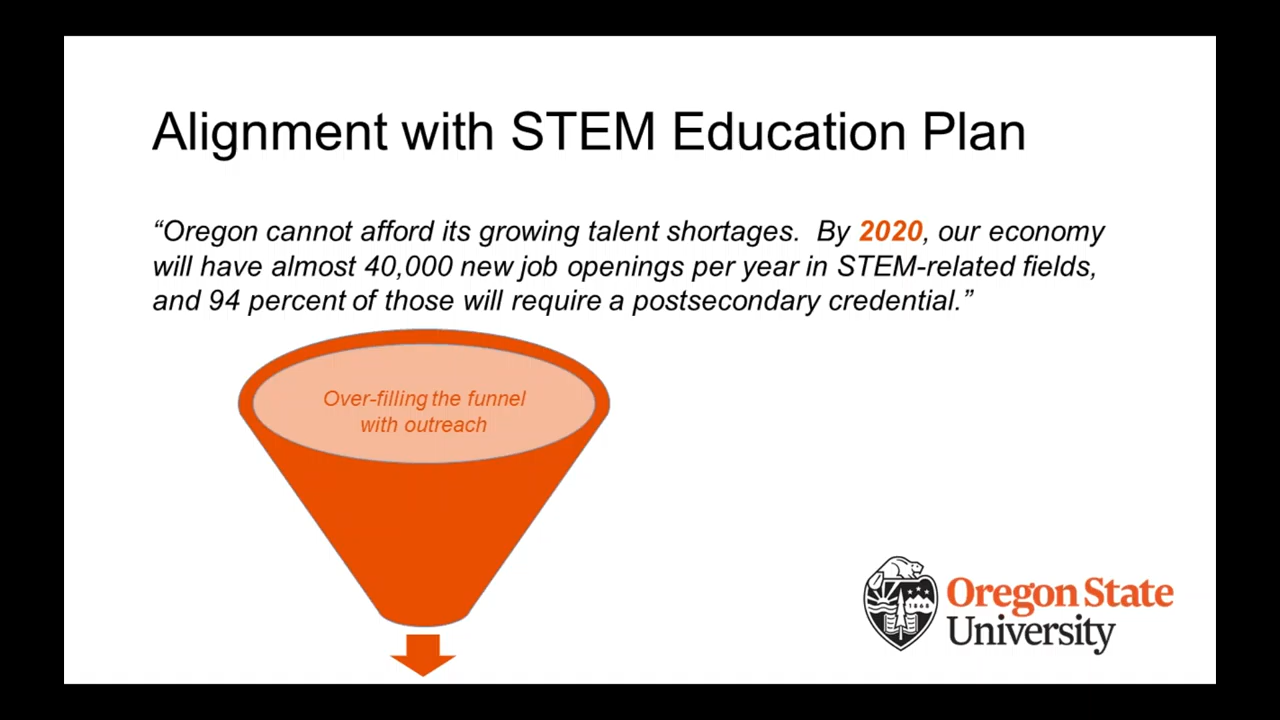 Alignment with STEM Education Plan
“Oregon cannot afford its growing talent shortages.  By 2020, our economy
will have almost 40,000 new job openings per year in STEM-related fields,
and 94 percent of those will require a postsecondary credential.”
Over-filling the funnel
with outreach
1868
Oregon State
University